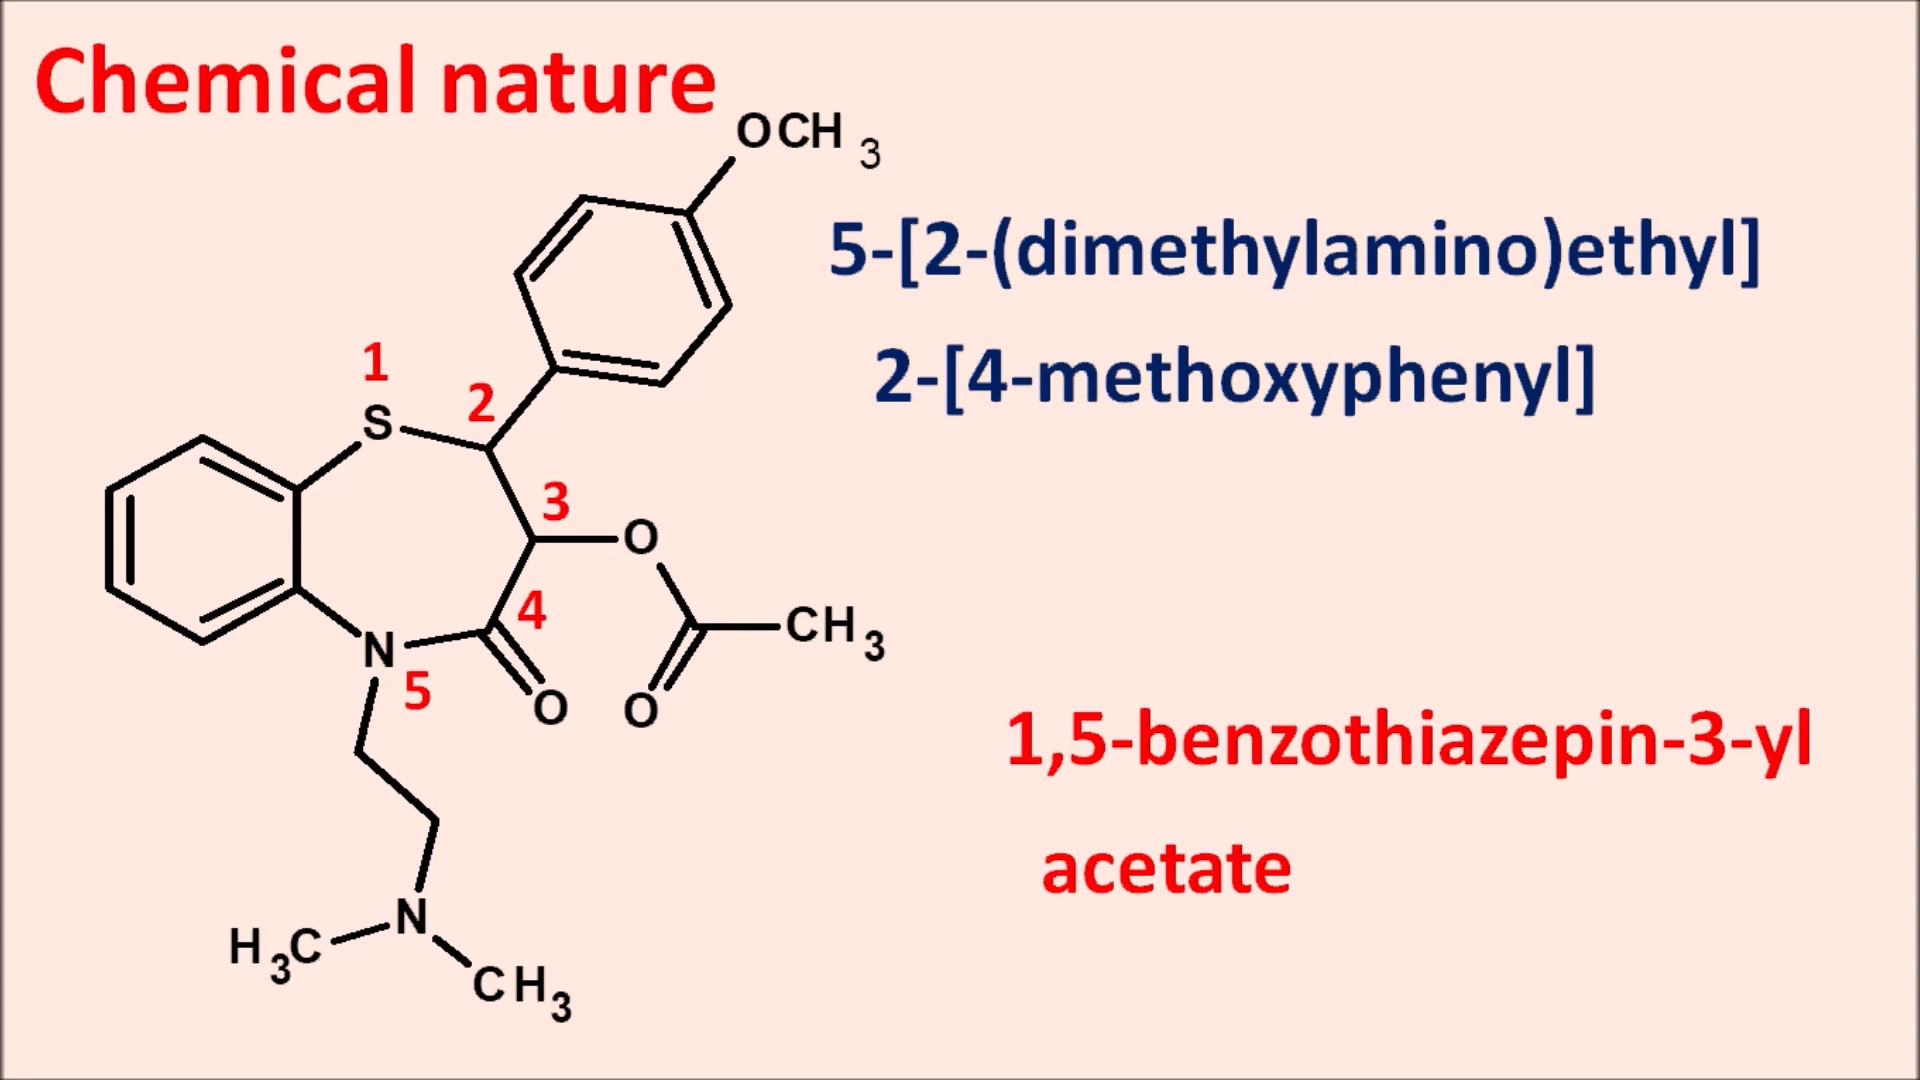 Chemical nature
OCH3
5-[2-(dimethylamino)ethyl]
2-[4-methoxyphenyl]
1
2
S
3
O
4
CH3
N
5
O
O
1,5-benzothiazepin-3-yl
acetate
N
H3C
CH3